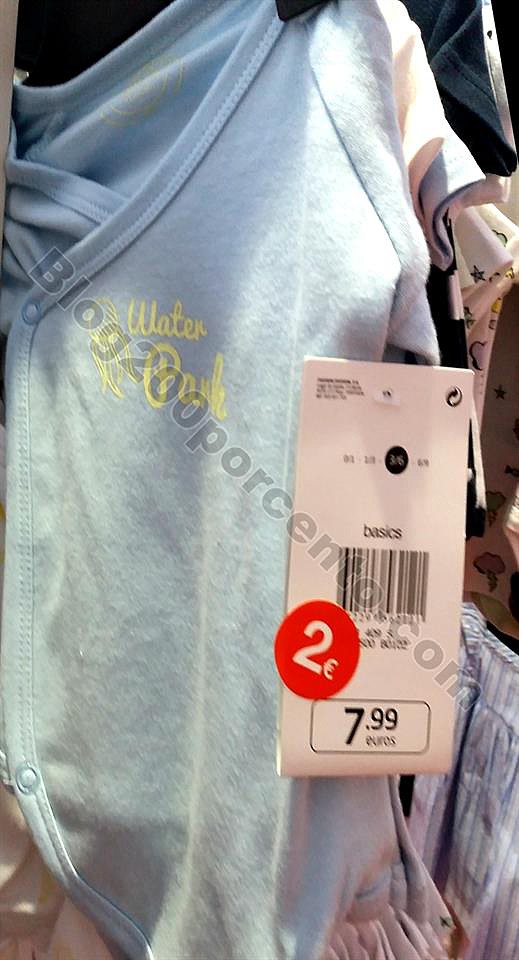 Water
Park
Blog200porcento.com
0/1 - 1/3 - 3/6 - 6/9
basics
2€
7.99
euros